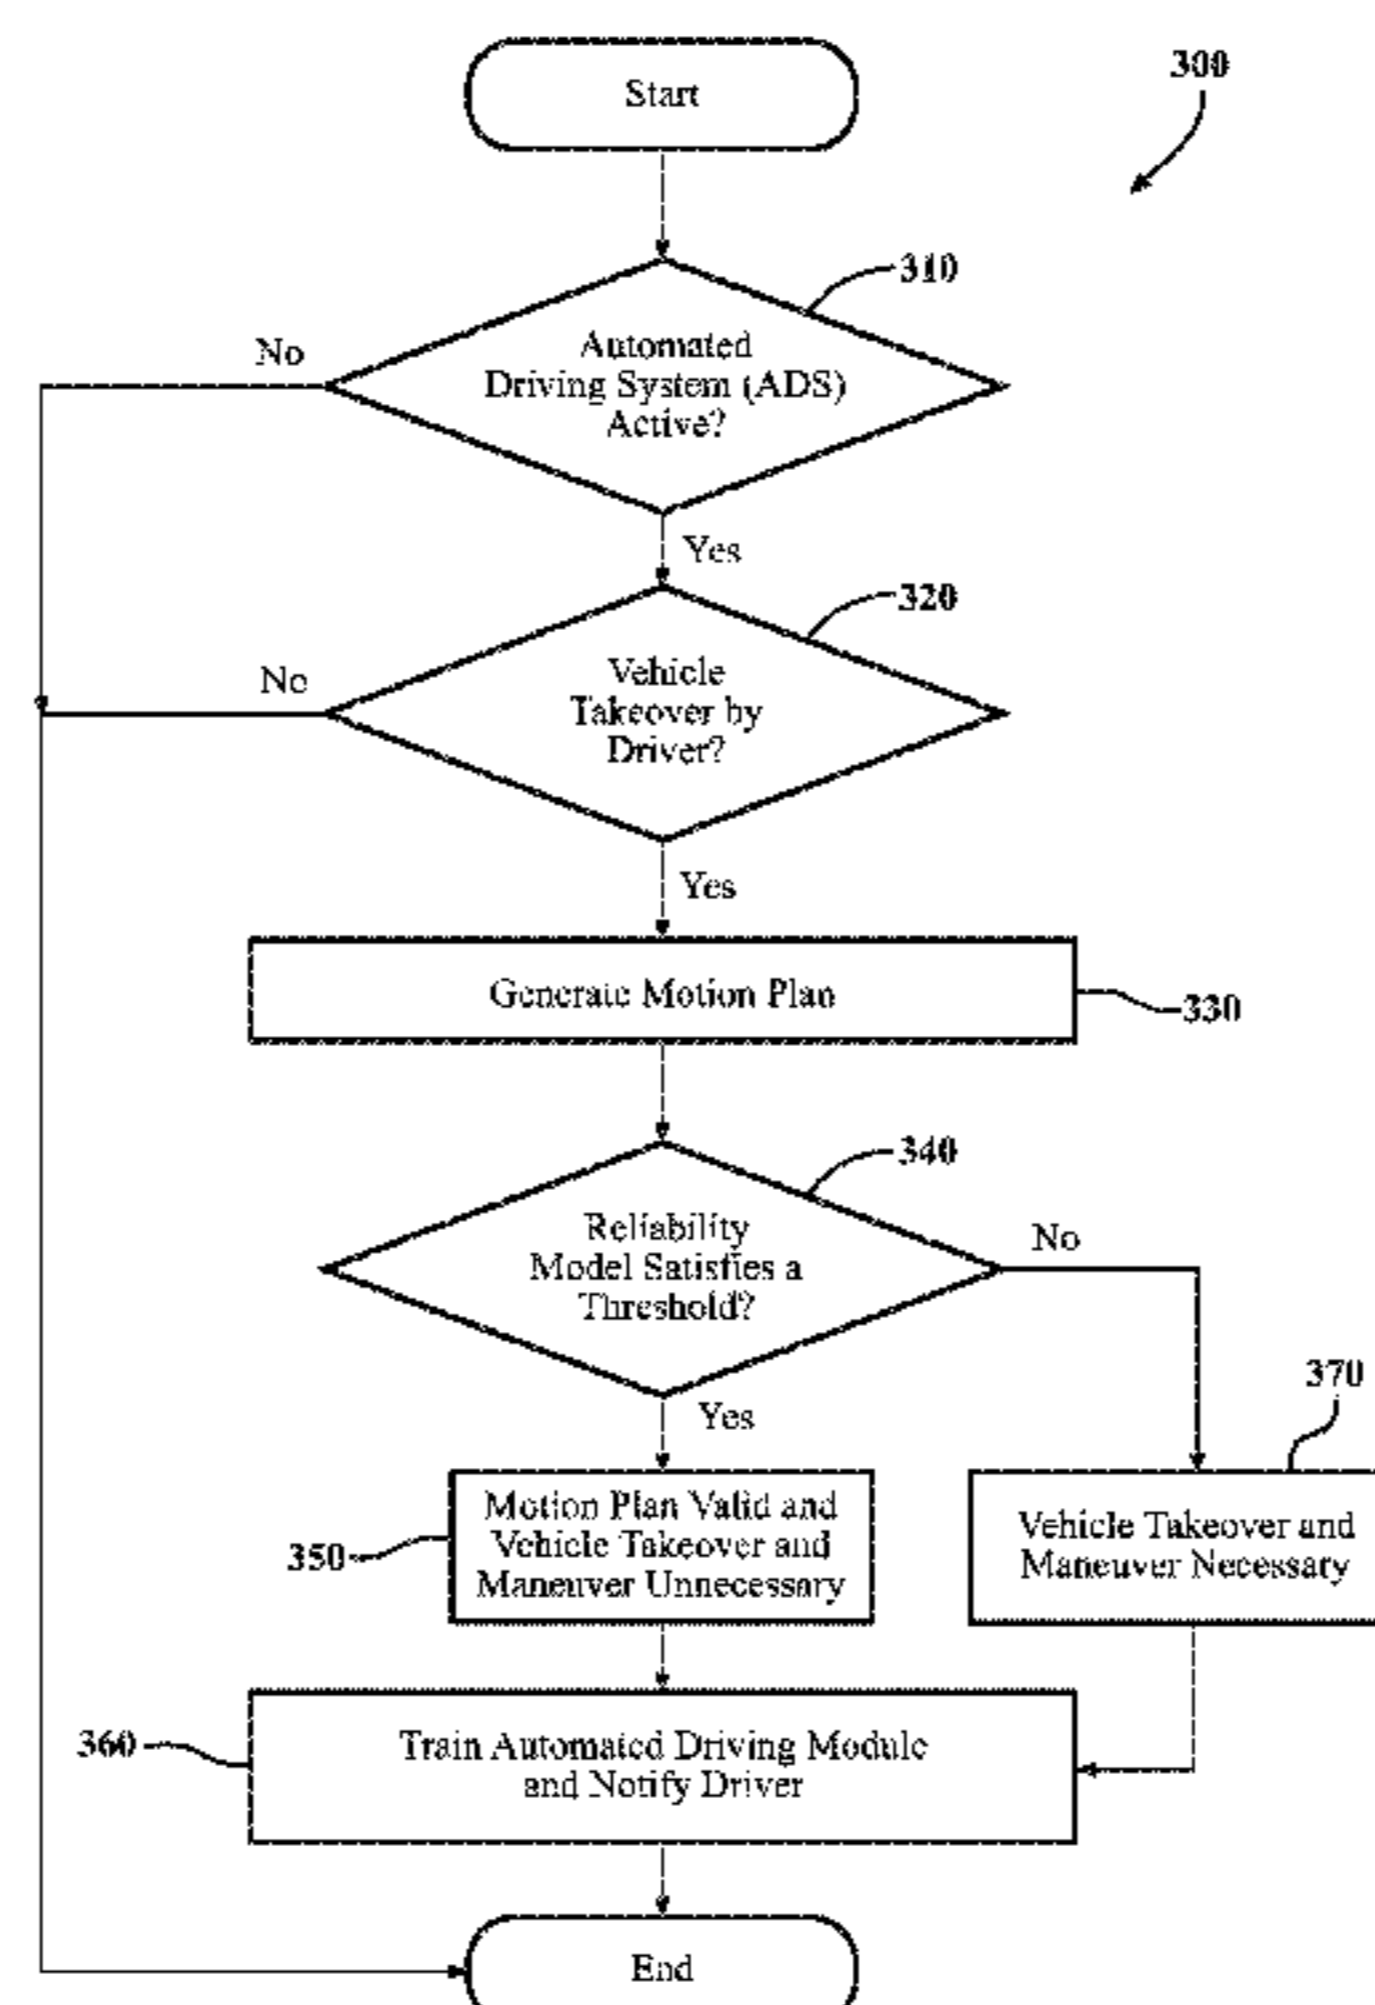 Start
300
310
No
Automated
Driving System (ADS)
Active?
Yes
320
No
Vehicle
Takeover by
Driver?
Yes
Generate Motion Plan
330
340
Reliability
Model Satisfies a
Threshold?
No
Yes
370
350
Motion Plan Valid and
Vehicle Takeover and
Maneuver Unnecessary
Vehicle Takeover and
Maneuver Necessary
360
Train Automated Driving Module
and Notify Driver
End